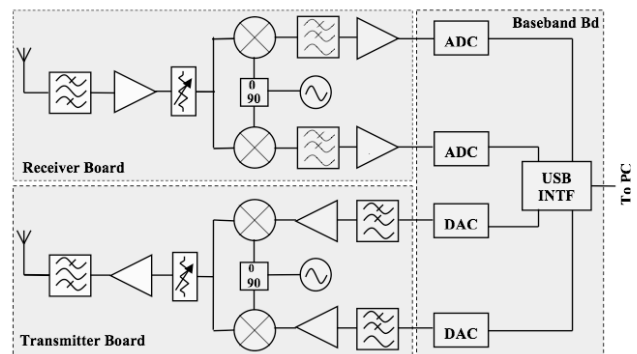 Baseband Bd
ADC
0
90
ADC
Receiver Board
USB
INTF
To PC
DAC
0
90
DAC
Transmitter Board